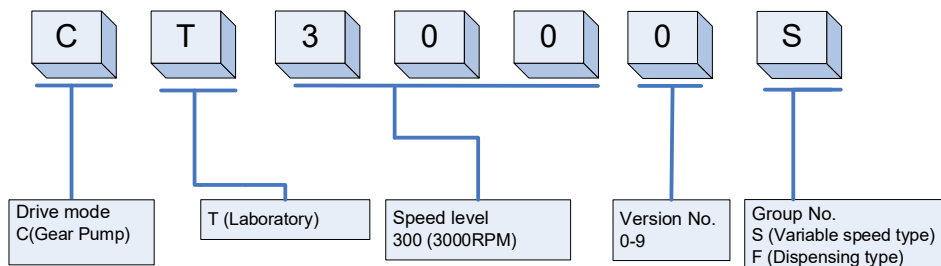 C T 3 0 0 0 S
Drive mode
C(Gear Pump)
T (Laboratory)
Speed level
300 (3000RPM)
Version No.
0-9
Group No.
S (Variable speed type)
F (Dispensing type)